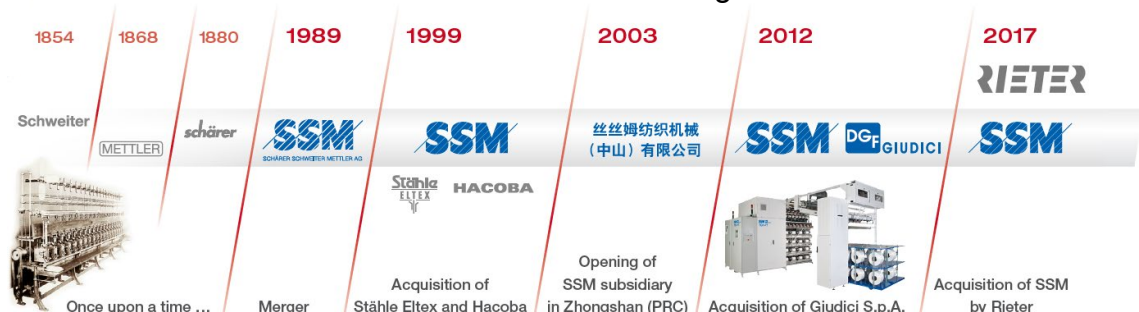 1854
1868
1880
1989
1999
2003
2012
2017
RIETER
Schweiter
METTLER
schärer
SSM
SCHÄRER SCHWEITER METTLER AG
SSM
丝丝姆纺织机械
(中山)有限公司
SSM
DGF GIUDICI
SSM
Stähle
ELTEX
HACOBA
Once upon a time ...
Merger
Acquisition of
Stähle Eltex and Hacoba
Opening of
SSM subsidiary
in Zhongshan (PRC)
Acquisition of Giudici S.p.A.
Acquisition of SSM
by Rieter